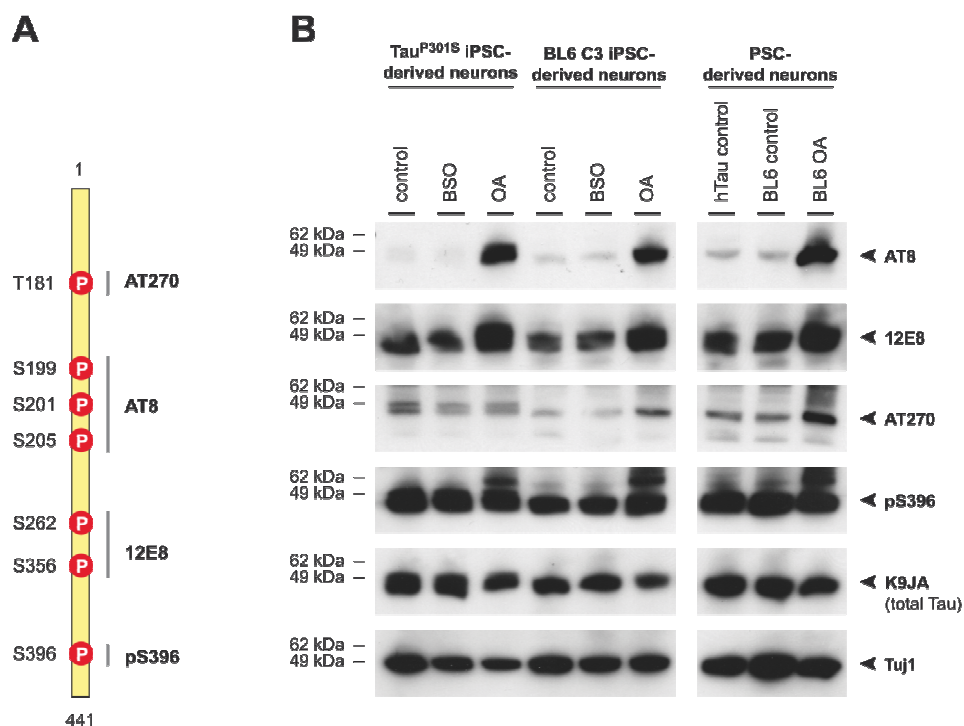 A
1
T181 P AT270
S199 P
S201 P AT8
S205 P
S262 P
12E8
S356 P
S396 P pS396
441
B
Tau^P301S iPSC-
derived neurons
BL6 C3 iPSC-
derived neurons
PSC-
derived neurons
control
BSO
OA
control
BSO
OA
hTau control
BL6 control
BL6 OA
62 kDa –
49 kDa –
AT8
62 kDa –
49 kDa –
12E8
62 kDa –
49 kDa –
AT270
62 kDa –
49 kDa –
pS396
62 kDa –
49 kDa –
K9JA
(total Tau)
62 kDa –
49 kDa –
Tuj1